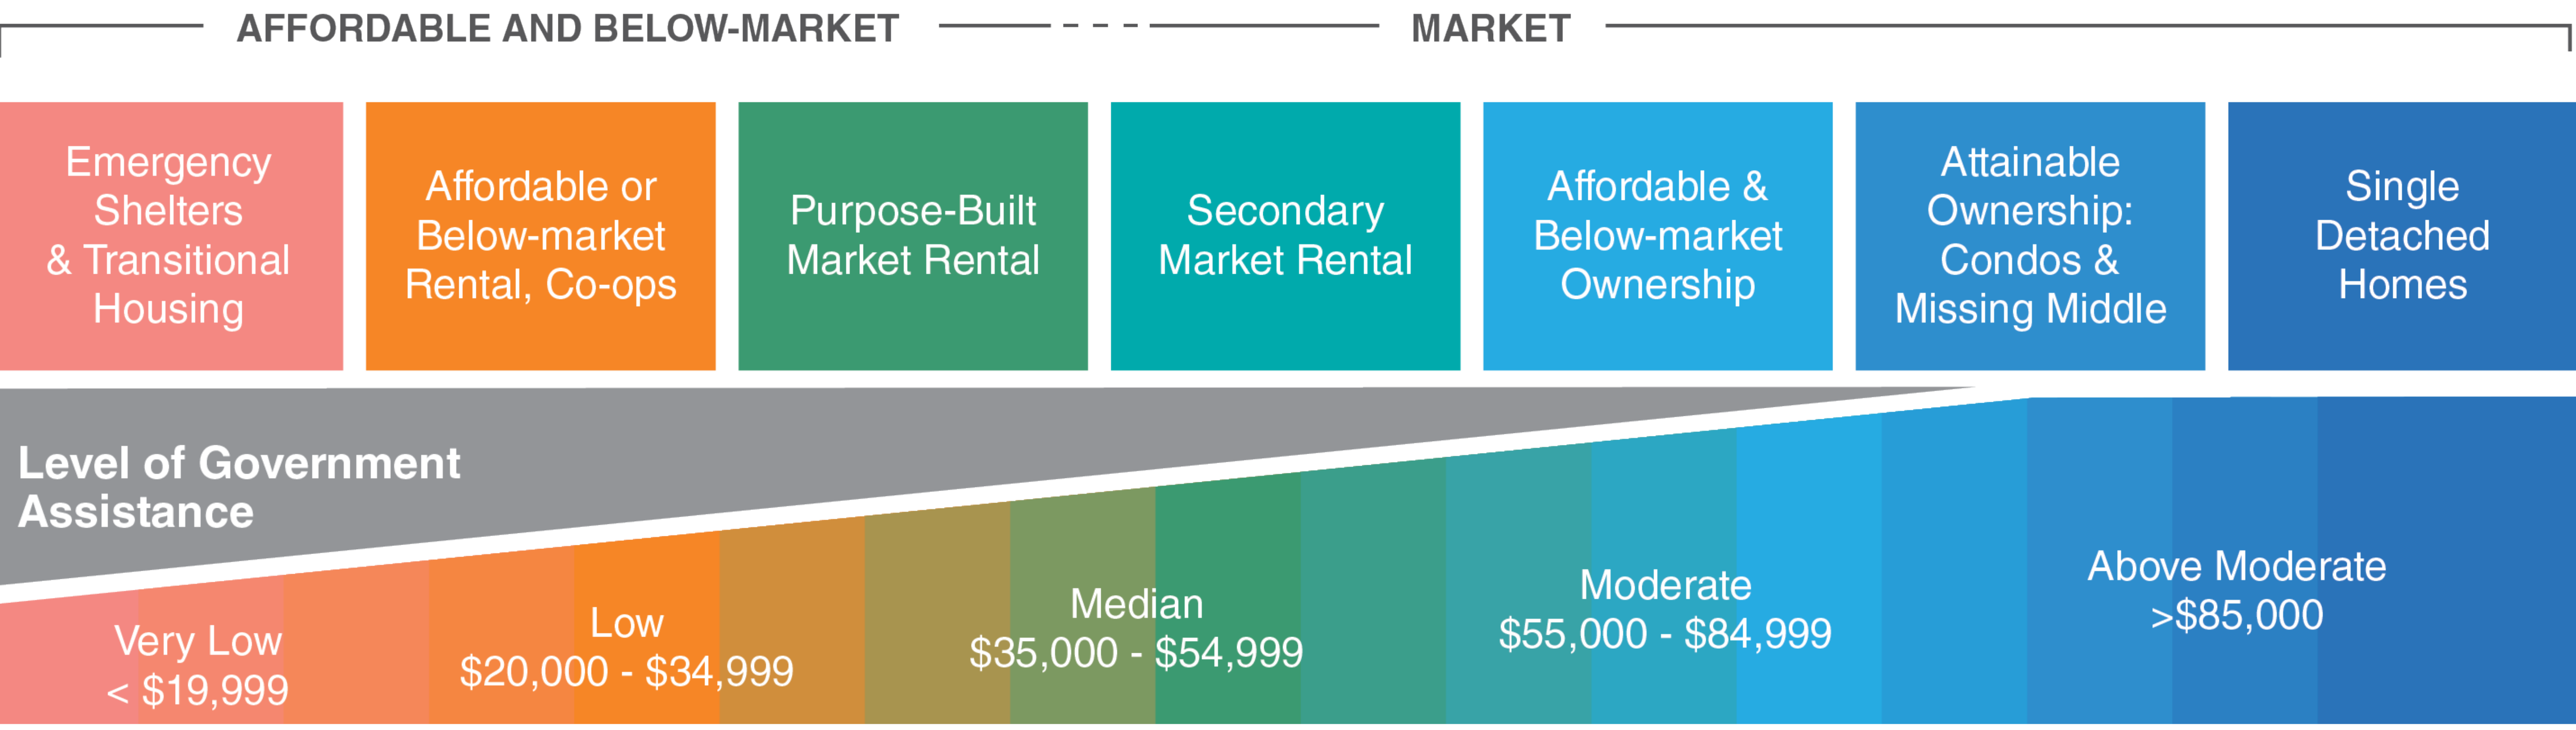 AFFORDABLE AND BELOW-MARKET
MARKET
Emergency
Shelters
& Transitional
Housing
Affordable or
Below-market
Rental, Co-ops
Purpose-Built
Market Rental
Secondary
Market Rental
Affordable &
Below-market
Ownership
Attainable
Ownership:
Condos &
Missing Middle
Single
Detached
Homes
Level of Government
Assistance
Very Low
< $19,999
Low
$20,000 - $34,999
Median
$35,000 - $54,999
Moderate
$55,000 - $84,999
Above Moderate
>$85,000